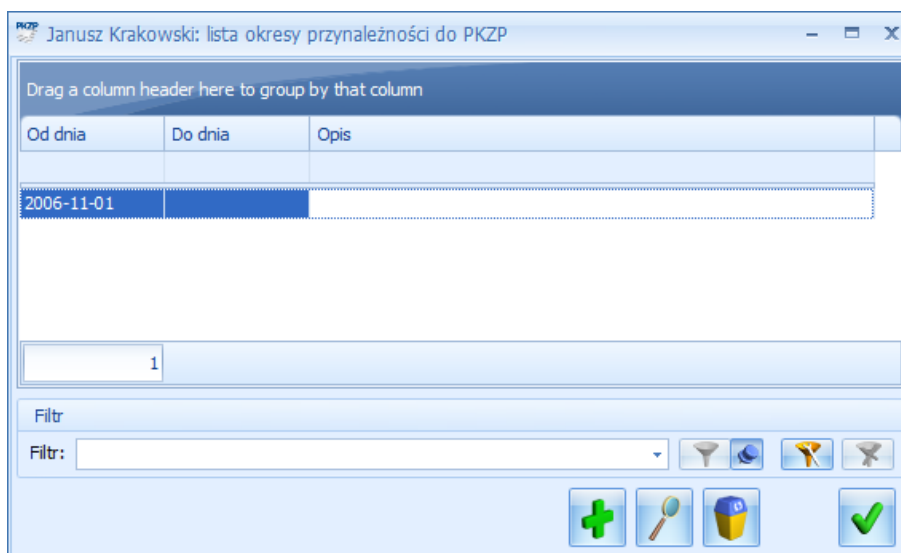 PKZP Janusz Krakowski: lista okresy przynależności do PKZP
Drag a column header here to group by that column
Od dnia Do dnia Opis
2006-11-01
1
Filtr
Filtr: